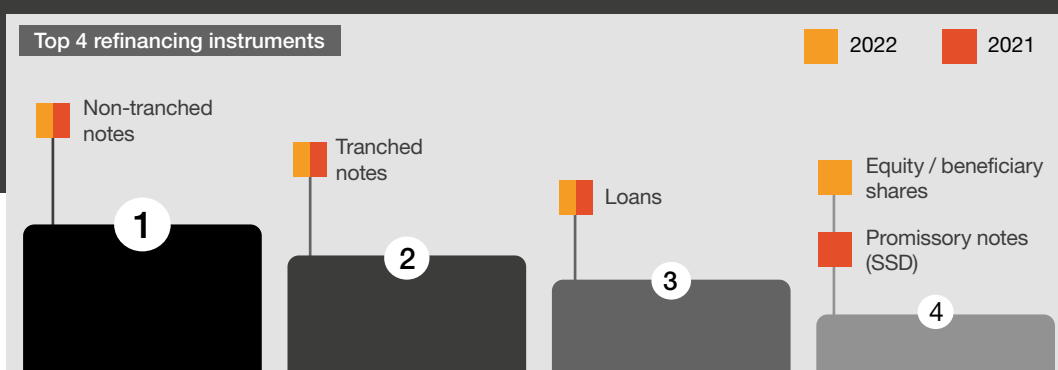 Top 4 refinancing instruments
2022
2021
Non-tranched
notes
Tranched
notes
Loans
Equity / beneficiary
shares
Promissory notes
(SSD)
1
2
3
4